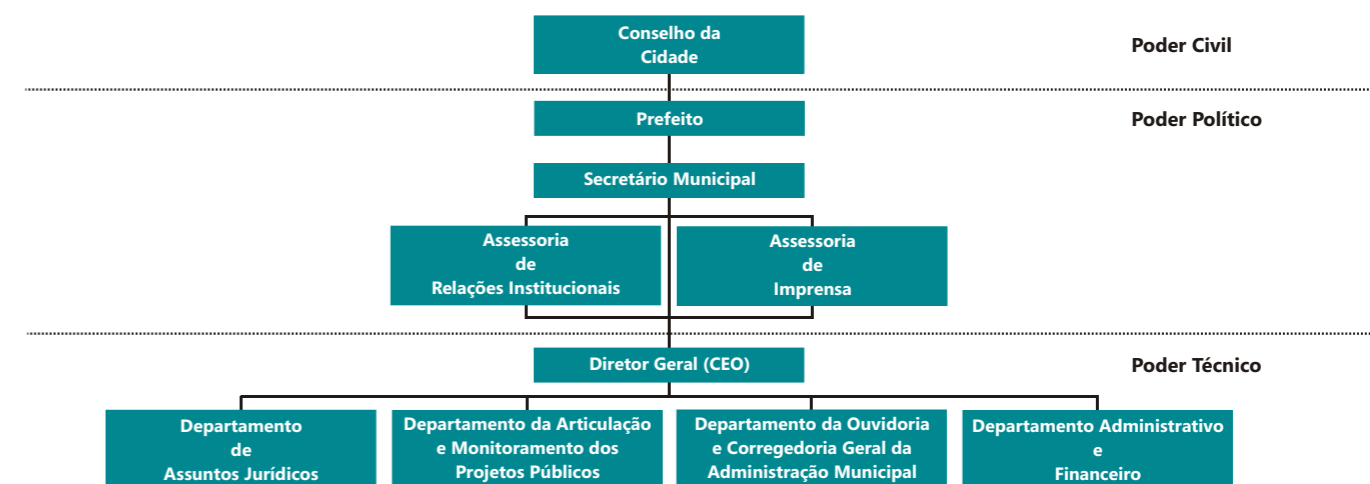 Conselho da
Cidade
Poder Civil
Prefeito
Poder Político
Secretário Municipal
Assessoria
de
Relações Institucionais
Assessoria
de
Imprensa
Diretor Geral (CEO)
Poder Técnico
Departamento
de
Assuntos Jurídicos
Departamento da Articulação
e Monitoramento dos
Projetos Públicos
Departamento da Ouvidoria
e Corregedoria Geral da
Administração Municipal
Departamento Administrativo
e
Financeiro